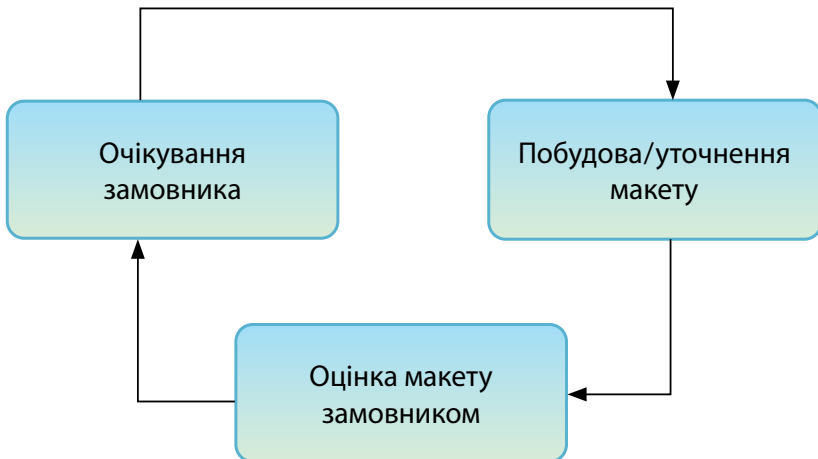 Очікування
замовника
Побудова/уточнення
макету
Оцінка макету
замовником